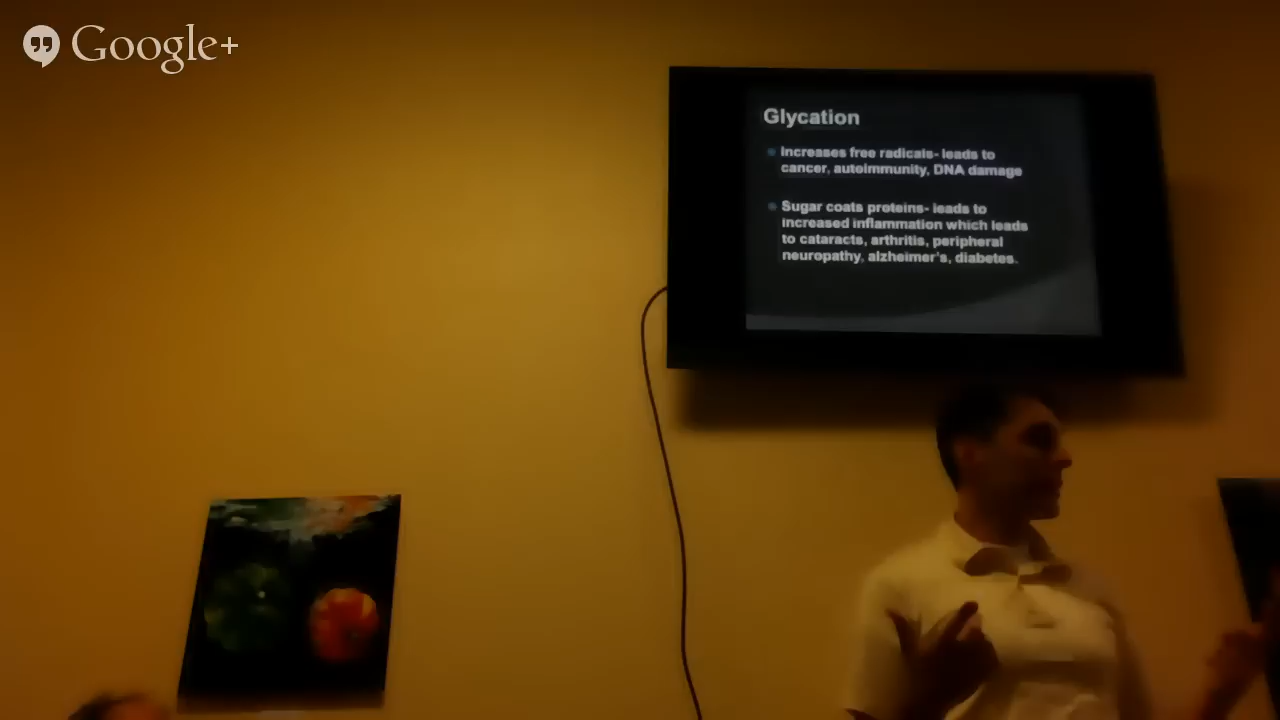 Google+
Glycation
Increases free radicals- leads to
cancer, autoimmunity, DNA damage
Sugar coats proteins- leads to
increased inflammation which leads
to cataracts, arthritis, peripheral
neuropathy, alzheimer's, diabetes.